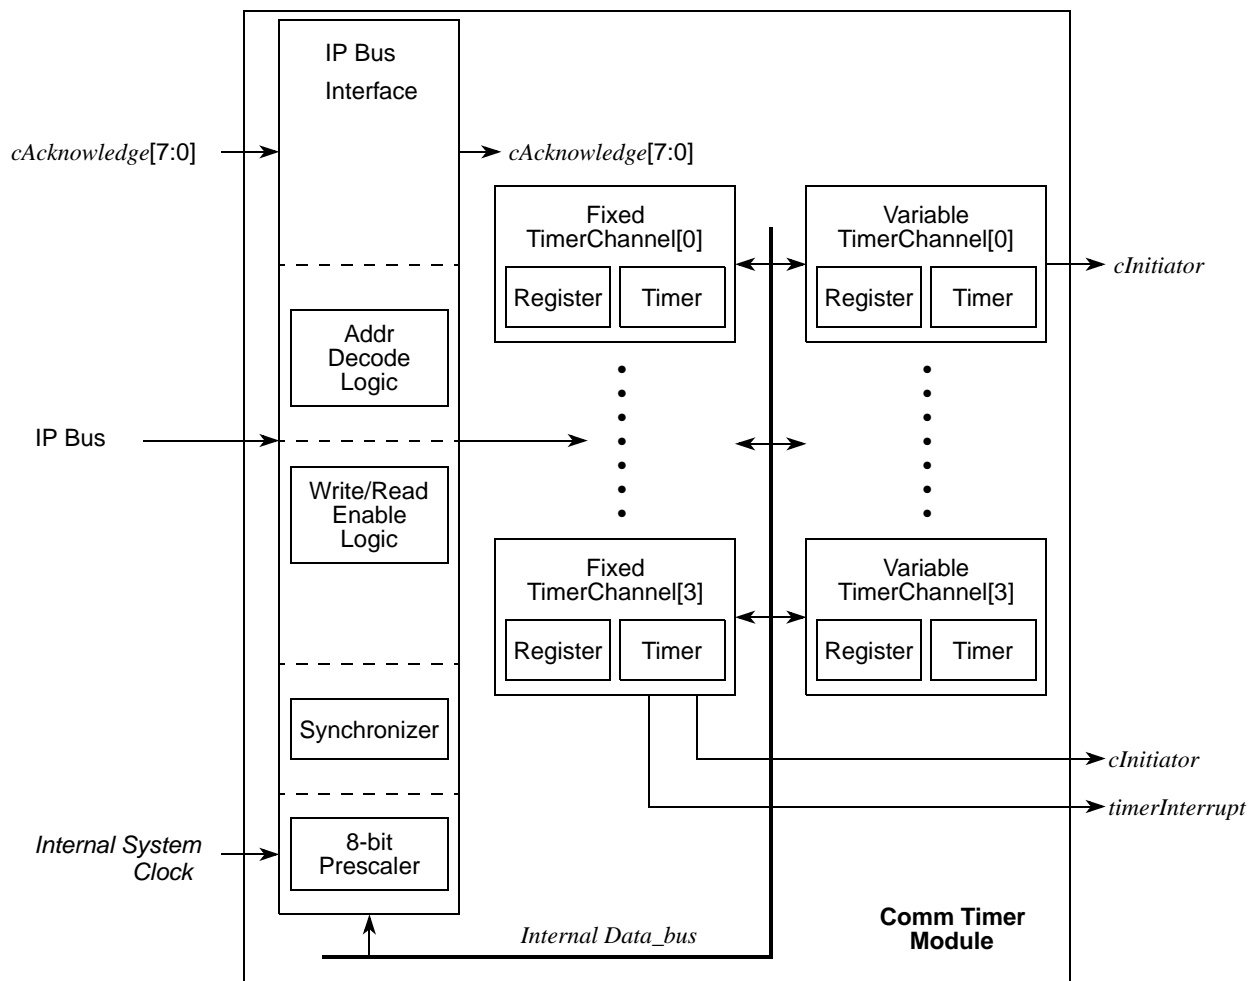 IP Bus
Interface
cAcknowledge[7:0]
cAcknowledge[7:0]
Fixed
TimerChannel[0]
Register
Timer
Variable
TimerChannel[0]
Register
Timer
cInitiator
Addr
Decode
Logic
IP Bus
Write/Read
Enable
Logic
Fixed
TimerChannel[3]
Register
Timer
Variable
TimerChannel[3]
Register
Timer
Synchronizer
cInitiator
timerInterrupt
Internal System
Clock
8-bit
Prescaler
Internal Data_bus
Comm Timer
Module